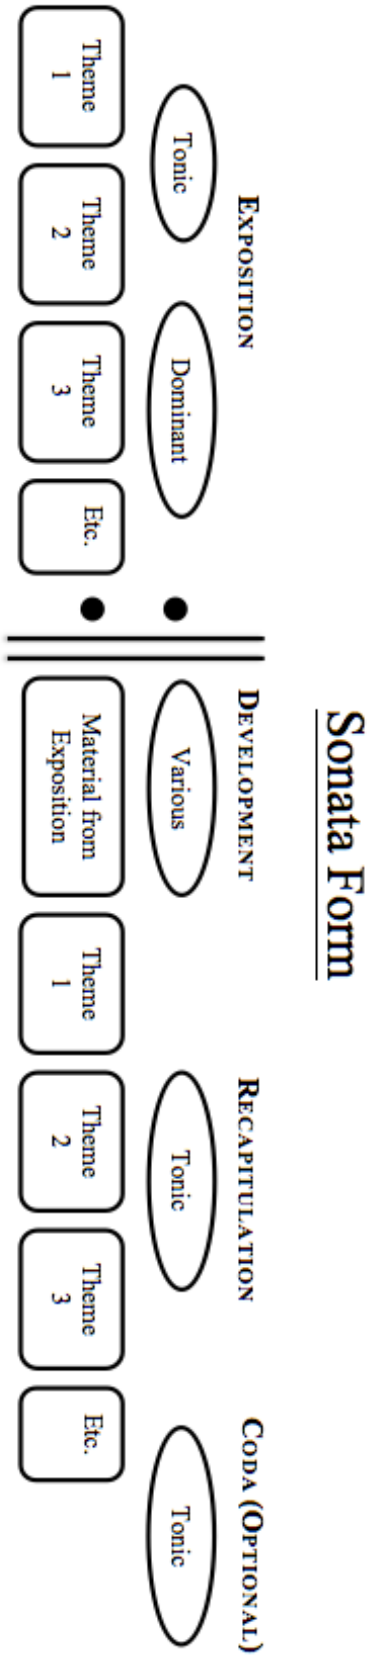 Sonata Form
EXPOSITION
DEVELOPMENT
RECAPITULATION
CODA (OPTIONAL)
Tonic
Dominant
Various
Tonic
Tonic
Theme
1
Theme
2
Theme
3
Etc.
Material from
Exposition
Theme
1
Theme
2
Theme
3
Etc.